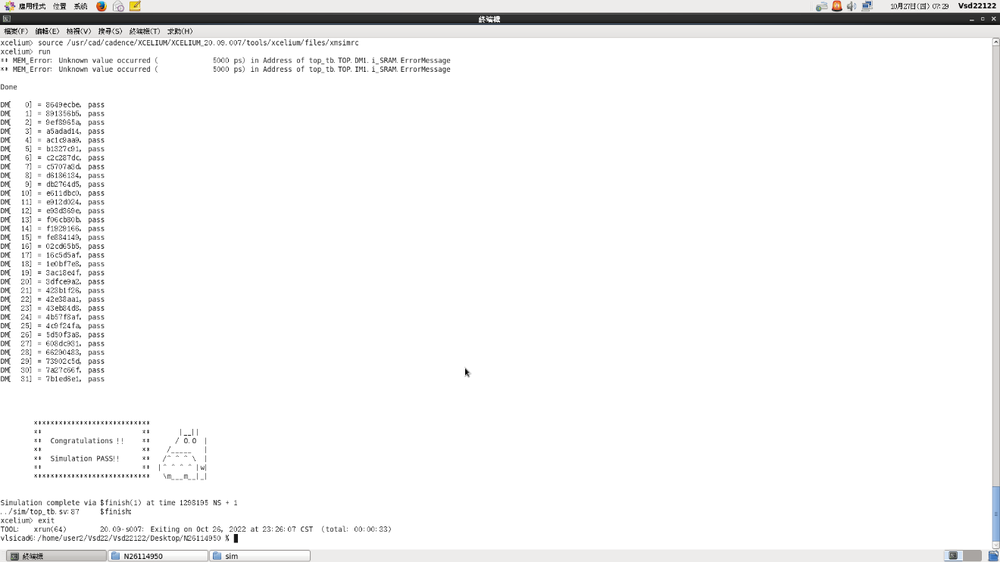 應用程式 位置 系統 10月27日(四) 07:29 Vsd22122
終端機
檔案(F) 編輯(E) 檢視(V) 搜尋(S) 終端機(T) 求助(H)
xcelium> source /usr/cad/cadence/XCELIUM/XCELIUM_20.09.007/tools/xcelium/files/xmsimrc
xcelium> run
** MEM_Error: Unknown value occurred ( 5000 ps) in Address of top_tb.TOP.DM1.i_SRAM.ErrorMessage
** MEM_Error: Unknown value occurred ( 5000 ps) in Address of top_tb.TOP.IM1.i_SRAM.ErrorMessage
Done
DM[ 0] = 8649ecbe, pass
DM[ 1] = 891356b5, pass
DM[ 2] = 9ef8965a, pass
DM[ 3] = a5adad14, pass
DM[ 4] = ac1c9aa9, pass
DM[ 5] = b1327c91, pass
DM[ 6] = c2c287dc, pass
DM[ 7] = c5707a3d, pass
DM[ 8] = d6186134, pass
DM[ 9] = db2764d5, pass
DM[ 10] = e611dbc0, pass
DM[ 11] = e912d024, pass
DM[ 12] = e93d369e, pass
DM[ 13] = f06cb80b, pass
DM[ 14] = f1929166, pass
DM[ 15] = fe884149, pass
DM[ 16] = 02cd65b5, pass
DM[ 17] = 16c5d5af, pass
DM[ 18] = 1e0bf7e8, pass
DM[ 19] = 3ac18e4f, pass
DM[ 20] = 3dfce9a2, pass
DM[ 21] = 423b1f26, pass
DM[ 22] = 42e38aa1, pass
DM[ 23] = 43eb84d8, pass
DM[ 24] = 4b57f8af, pass
DM[ 25] = 4c9f24fa, pass
DM[ 26] = 5d50f3a8, pass
DM[ 27] = 608dc931, pass
DM[ 28] = 66290483, pass
DM[ 29] = 73902c5d, pass
DM[ 30] = 7a27c66f, pass
DM[ 31] = 7b1ed6e1, pass
****************************
** ** |__||
** Congratulations !! ** / O.O |
** ** /_____ |
** Simulation PASS!! ** /^ ^ ^ \ |
** ** |^ ^ ^ ^ |w|
**************************** \m___m__|_|
Simulation complete via $finish(1) at time 1298195 NS + 1
../sim/top_tb.sv:87 $finish;
xcelium> exit
TOOL: xrun(64) 20.09-s007: Exiting on Oct 26, 2022 at 23:26:07 CST (total: 00:00:33)
vlsicad6:/home/user2/Vsd22/Vsd22122/Desktop/N26114950 %
終端機 N26114950 sim